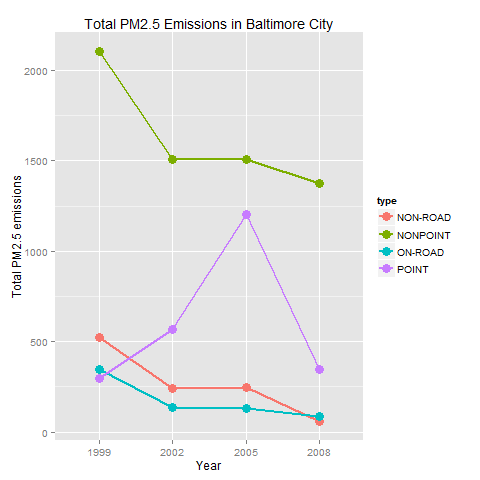 Total PM2.5 Emissions in Baltimore City
2000
1500
1000
500
0
Total PM2.5 emissions
1999
2002
2005
2008
Year
type
NON-ROAD
NONPOINT
ON-ROAD
POINT